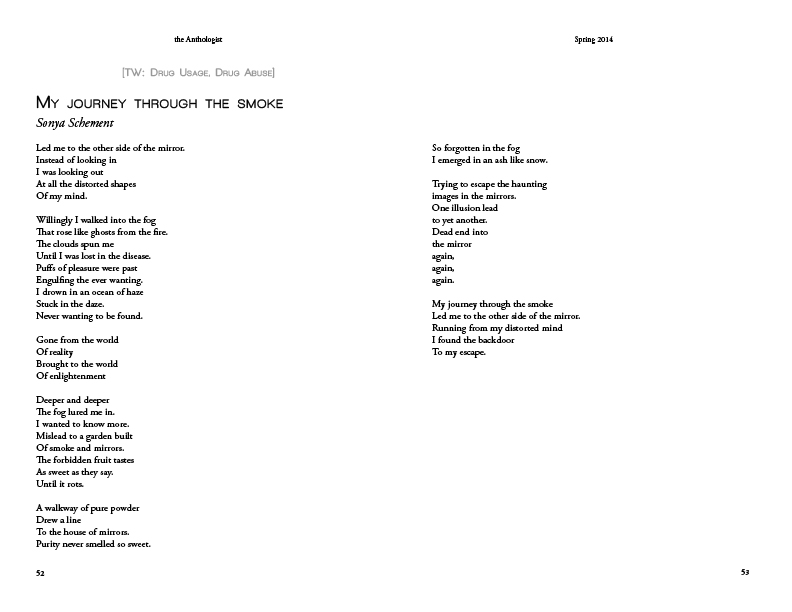 the Anthologist
[TW: Drug Usage, Drug Abuse]
My journey through the smoke
Sonya Schement
Led me to the other side of the mirror.
Instead of looking in
I was looking out
At all the distorted shapes
Of my mind.
Willingly I walked into the fog
That rose like ghosts from the fire.
The clouds spun me
Until I was lost in the disease.
Puffs of pleasure were past
Engulfing the ever wanting.
I drown in an ocean of haze
Stuck in the daze.
Never wanting to be found.
Gone from the world
Of reality
Brought to the world
Of enlightenment
Deeper and deeper
The fog lured me in.
I wanted to know more.
Mislead to a garden built
Of smoke and mirrors.
The forbidden fruit tastes
As sweet as they say.
Until it rots.
A walkway of pure powder
Drew a line
To the house of mirrors.
Purity never smelled so sweet.
52
Spring 2014
So forgotten in the fog
I emerged in an ash like snow.
Trying to escape the haunting
images in the mirrors.
One illusion lead
to yet another.
Dead end into
the mirror
again,
again,
again.
My journey through the smoke
Led me to the other side of the mirror.
Running from my distorted mind
I found the backdoor
To my escape.
53